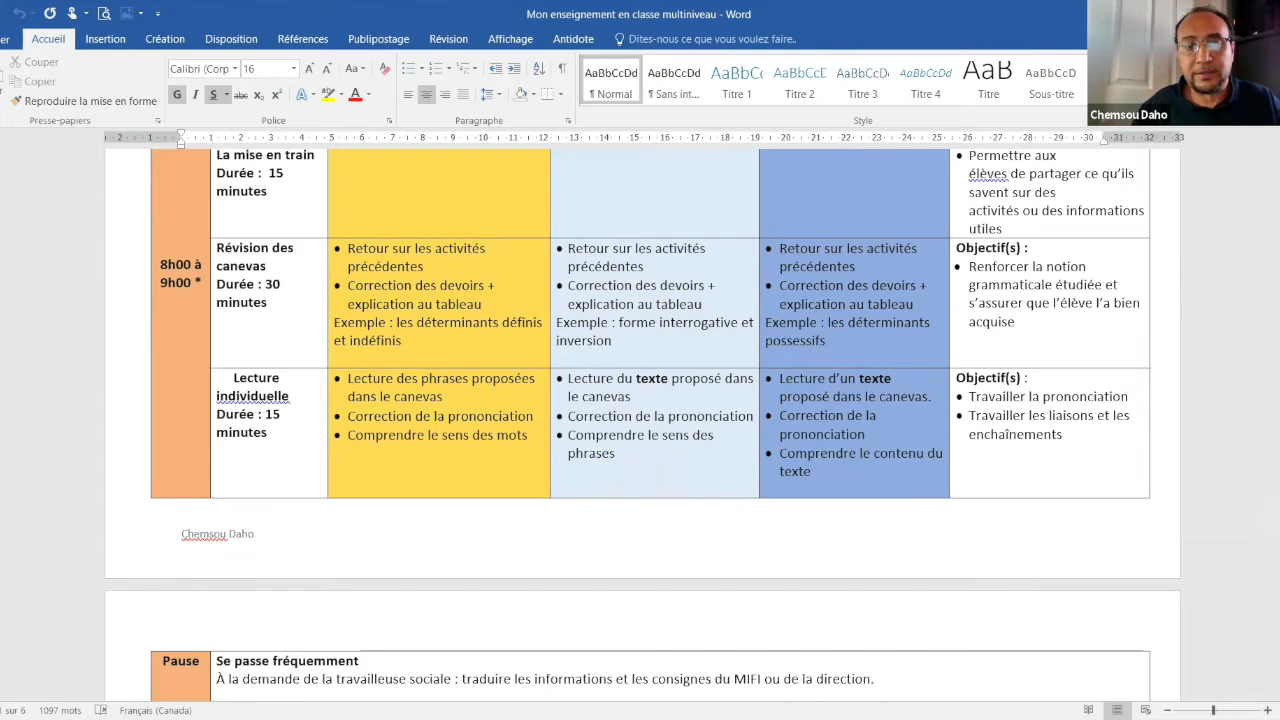 Mon enseignement en classe multiniveau - Word
Accueil
Insertion
Création
Disposition
Références
Publipostage
Révision
Affichage
Antidote
Dites-nous ce que vous voulez faire..
Couper
Copier
Reproduire la mise en forme
Presse-papiers
Calibri (Corp
16
Police
Paragraphe
AaBbCcDd
¶ Normal
AaBbCcDd
¶ Sans int...
AaBbC
Titre 1
AaBbCcD
Titre 2
AaBbCcD
Titre 3
AaBbCcDd
Titre 4
AaB
Titre
AaBbCcD
Sous-titre
Style
Chemsou Daho
La mise en train
Durée : 15
minutes
Permettre aux
élèves de partager ce qu'ils
savent sur des
activités ou des informations
utiles
8h00 à
9h00 *
Révision des
canevas
Durée : 30
minutes
• Retour sur les activités
précédentes
• Correction des devoirs +
explication au tableau
Exemple : les déterminants définis
et indéfinis
• Retour sur les activités
précédentes
• Correction des devoirs +
explication au tableau
Exemple : forme interrogative et
inversion
• Retour sur les activités
précédentes
• Correction des devoirs +
explication au tableau
Exemple : les déterminants
possessifs
Objectif(s) :
• Renforcer la notion
grammaticale étudiée et
s'assurer que l'élève l'a bien
acquise
Lecture
individuelle
Durée : 15
minutes
• Lecture des phrases proposées
dans le canevas
• Correction de la prononciation
• Comprendre le sens des mots
• Lecture du texte proposé dans
le canevas
• Correction de la prononciation
• Comprendre le sens des
phrases
• Lecture d'un texte
proposé dans le canevas.
• Correction de la
prononciation
• Comprendre le contenu du
texte
Objectif(s) :
• Travailler la prononciation
• Travailler les liaisons et les
enchaînements
Chemsou Daho
Pause
Se passe fréquemment
À la demande de la travailleuse sociale : traduire les informations et les consignes du MIFI ou de la direction.
sur 6
1097 mots
Français (Canada)